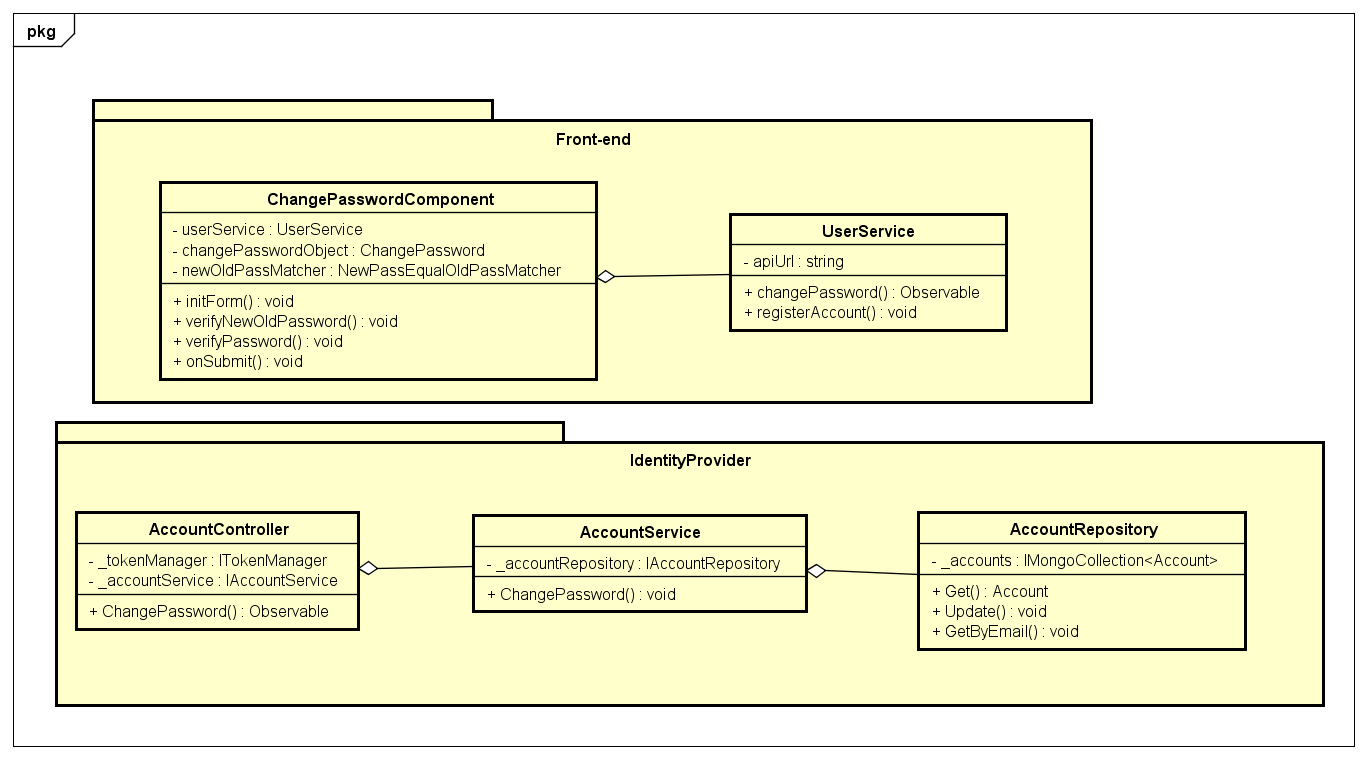 pkg
Front-end
ChangePasswordComponent
- userService : UserService
- changePasswordObject : ChangePassword
- newOldPassMatcher : NewPassEqualOldPassMatcher
+ initForm() : void
+ verifyNewOldPassword() : void
+ verifyPassword() : void
+ onSubmit() : void
UserService
- apiUrl : string
+ changePassword() : Observable
+ registerAccount() : void
IdentityProvider
AccountController
- _tokenManager : ITokenManager
- _accountService : IAccountService
+ ChangePassword() : Observable
AccountService
- _accountRepository : IAccountRepository
+ ChangePassword() : void
AccountRepository
- _accounts : IMongoCollection<Account>
+ Get() : Account
+ Update() : void
+ GetByEmail() : void